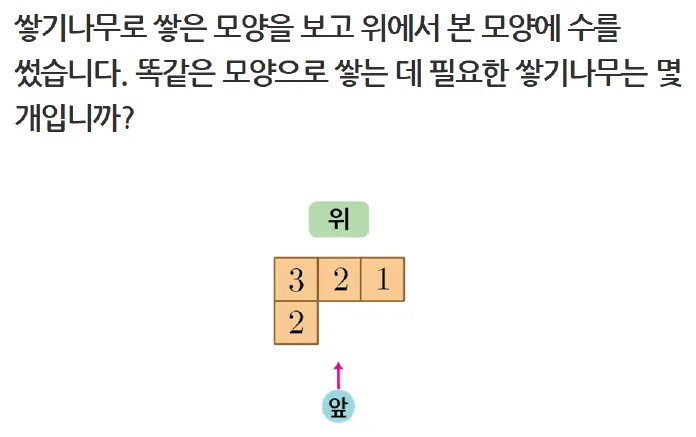 쌓기나무로 쌓은 모양을 보고 위에서 본 모양에 수를
썼습니다. 똑같은 모양으로 쌓는 데 필요한 쌓기나무는 몇
개입니까?
위
3 2 1
2
앞